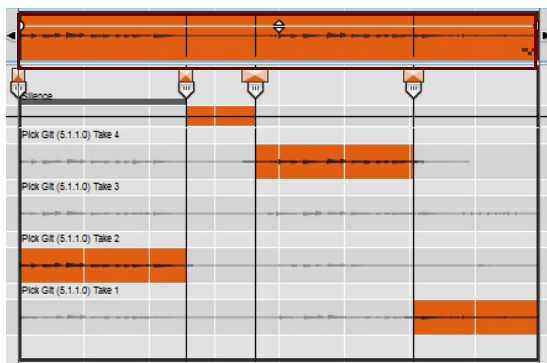 Silence
Pick Git (5.1.1.0) Take 4
Pick Git (5.1.1.0) Take 3
Pick Git (5.1.1.0) Take 2
Pick Git (5.1.1.0) Take 1